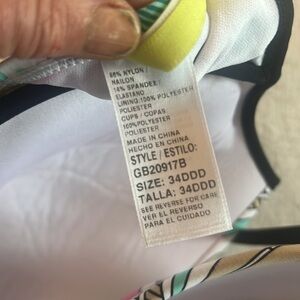 86% NYLON /
NAILON
14% SPANDEX /
ELASTANO
LINING:100% POLYESTER
POLIESTER
CUPS / COPAS
100%POLYESTER
POLIESTER
MADE IN CHINA
HECHO EN CHINA
STYLE / ESTILO:
GB20917B
SIZE: 34DDD
TALLA: 34DDD
SEE REVERSE FOR CARE
VER EL REVERSO
PARA EL CUIDADO